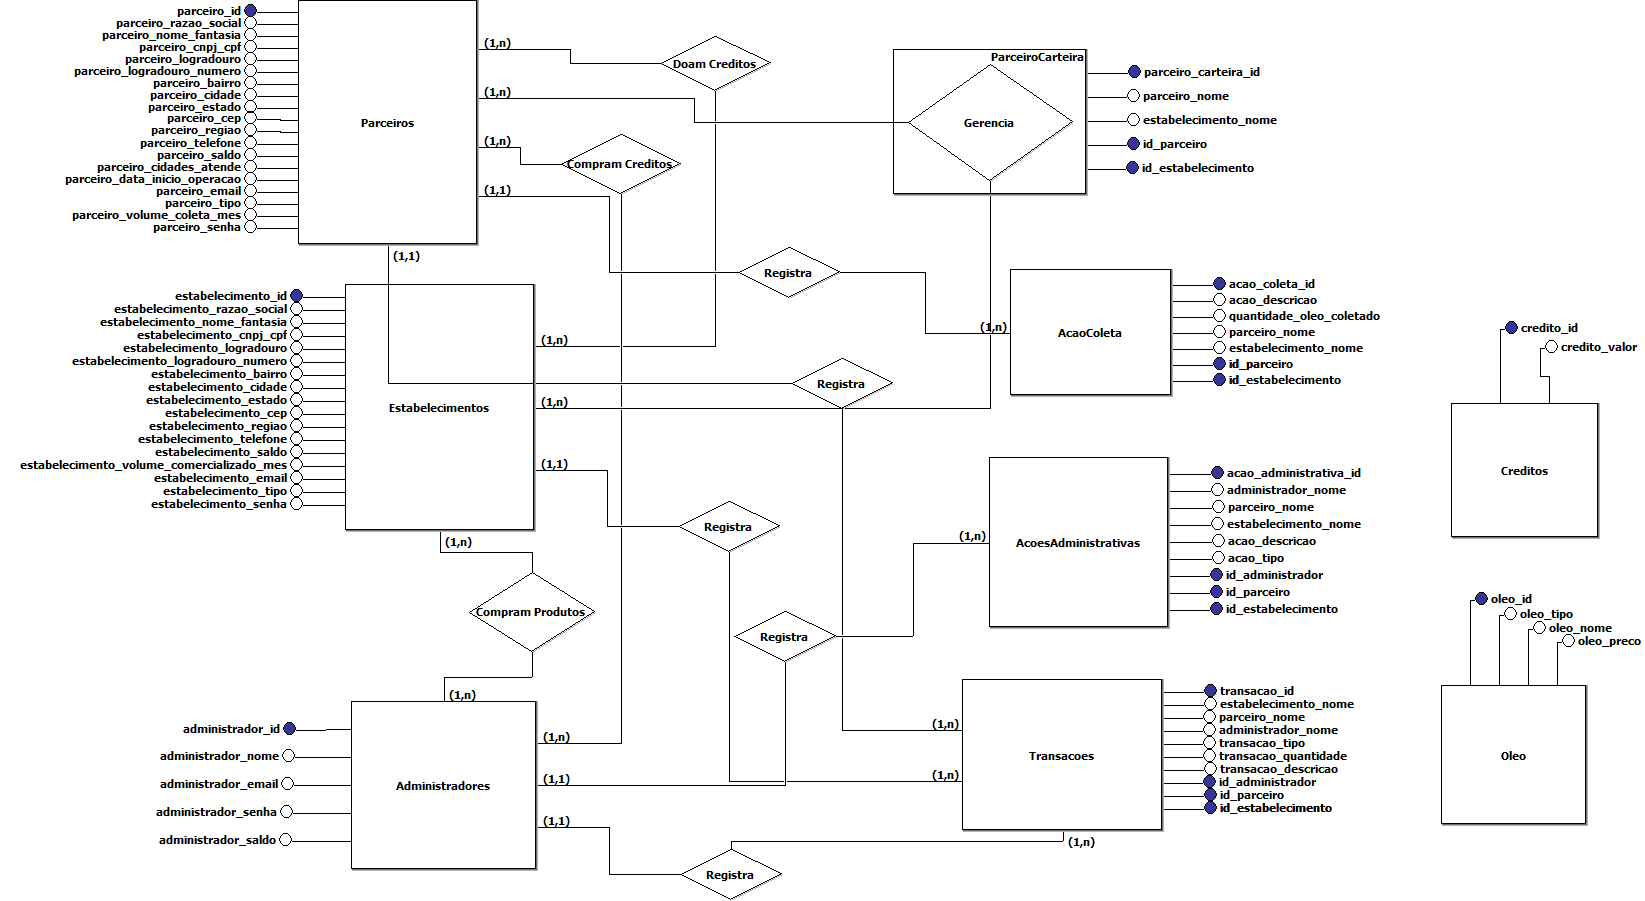 parceiro_id
parceiro_razao_social
parceiro_nome_fantasia
parceiro_cnpj_cpf
parceiro_logradouro
parceiro_logradouro_numero
parceiro_bairro
parceiro_cidade
parceiro_estado
parceiro_cep
parceiro_regiao
parceiro_telefone
parceiro_saldo
parceiro_cidades_atende
parceiro_data_inicio_operacao
parceiro_email
parceiro_tipo
parceiro_volume_coleta_mes
parceiro_senha
Parceiros
(1,n)
(1,n)
(1,n)
(1,1)
(1,1)
Doam Creditos
Compram Creditos
ParceiroCarteira
Gerencia
parceiro_carteira_id
parceiro_nome
estabelecimento_nome
id_parceiro
id_estabelecimento
Registra
(1,n)
AcaoColeta
acao_coleta_id
acao_descricao
quantidade_oleo_coletado
parceiro_nome
estabelecimento_nome
id_parceiro
id_estabelecimento
estabelecimento_id
estabelecimento_razao_social
estabelecimento_nome_fantasia
estabelecimento_cnpj_cpf
estabelecimento_logradouro
estabelecimento_logradouro_numero
estabelecimento_bairro
estabelecimento_cidade
estabelecimento_estado
estabelecimento_cep
estabelecimento_regiao
estabelecimento_telefone
estabelecimento_saldo
estabelecimento_volume_comercializado_mes
estabelecimento_email
estabelecimento_tipo
estabelecimento_senha
Estabelecimentos
(1,n)
(1,n)
(1,1)
(1,n)
Registra
Registra
credito_id
credito_valor
Creditos
(1,n)
AcoesAdministrativas
acao_administrativa_id
administrador_nome
parceiro_nome
estabelecimento_nome
acao_descricao
acao_tipo
id_administrador
id_parceiro
id_estabelecimento
Compram Produtos
Registra
oleo_id
oleo_tipo
oleo_nome
oleo_preco
Oleo
(1,n)
administrador_id
administrador_nome
administrador_email
administrador_senha
administrador_saldo
Administradores
(1,n)
(1,1)
(1,1)
Registra
(1,n)
(1,n)
(1,n)
Transacoes
transacao_id
estabelecimento_nome
parceiro_nome
administrador_nome
transacao_tipo
transacao_quantidade
transacao_descricao
id_administrador
id_parceiro
id_estabelecimento